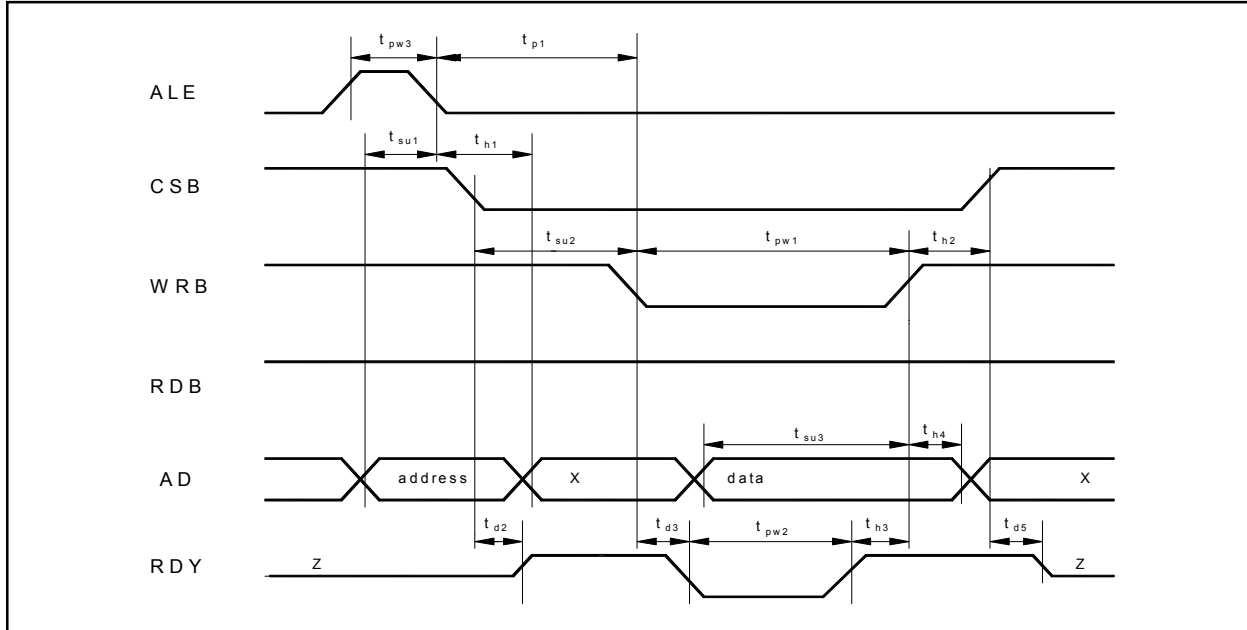 t pw3
t p1
ALE
t su1
t h1
CSB
t su2
t pw1
t h2
WRB
RDB
t su3
t h4
AD
address
X
data
X
t d2
t d3
t pw2
t h3
t d5
RDY
Z
Z